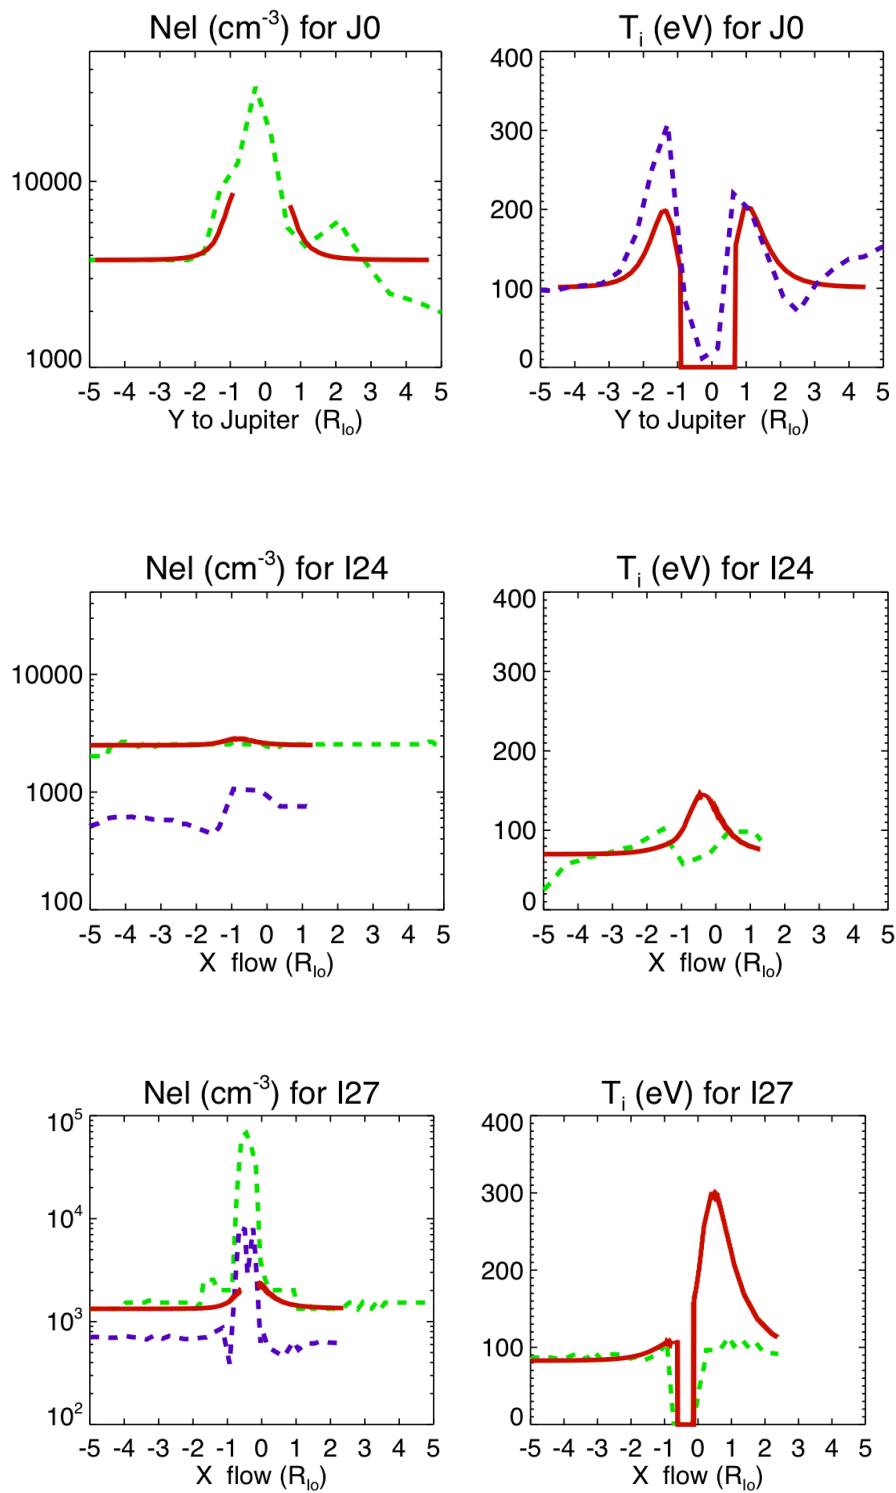 Nel (cm-3) for J0
10000
1000
-5 -4 -3 -2 -1 0 1 2 3 4 5
Y to Jupiter (RIo)
Ti (eV) for J0
400
300
200
100
0
-5 -4 -3 -2 -1 0 1 2 3 4 5
Y to Jupiter (RIo)
Nel (cm-3) for I24
10000
1000
100
-5 -4 -3 -2 -1 0 1 2 3 4 5
X flow (RIo)
Ti (eV) for I24
400
300
200
100
0
-5 -4 -3 -2 -1 0 1 2 3 4 5
X flow (RIo)
Nel (cm-3) for I27
105
104
103
102
-5 -4 -3 -2 -1 0 1 2 3 4 5
X flow (RIo)
Ti (eV) for I27
400
300
200
100
0
-5 -4 -3 -2 -1 0 1 2 3 4 5
X flow (RIo)